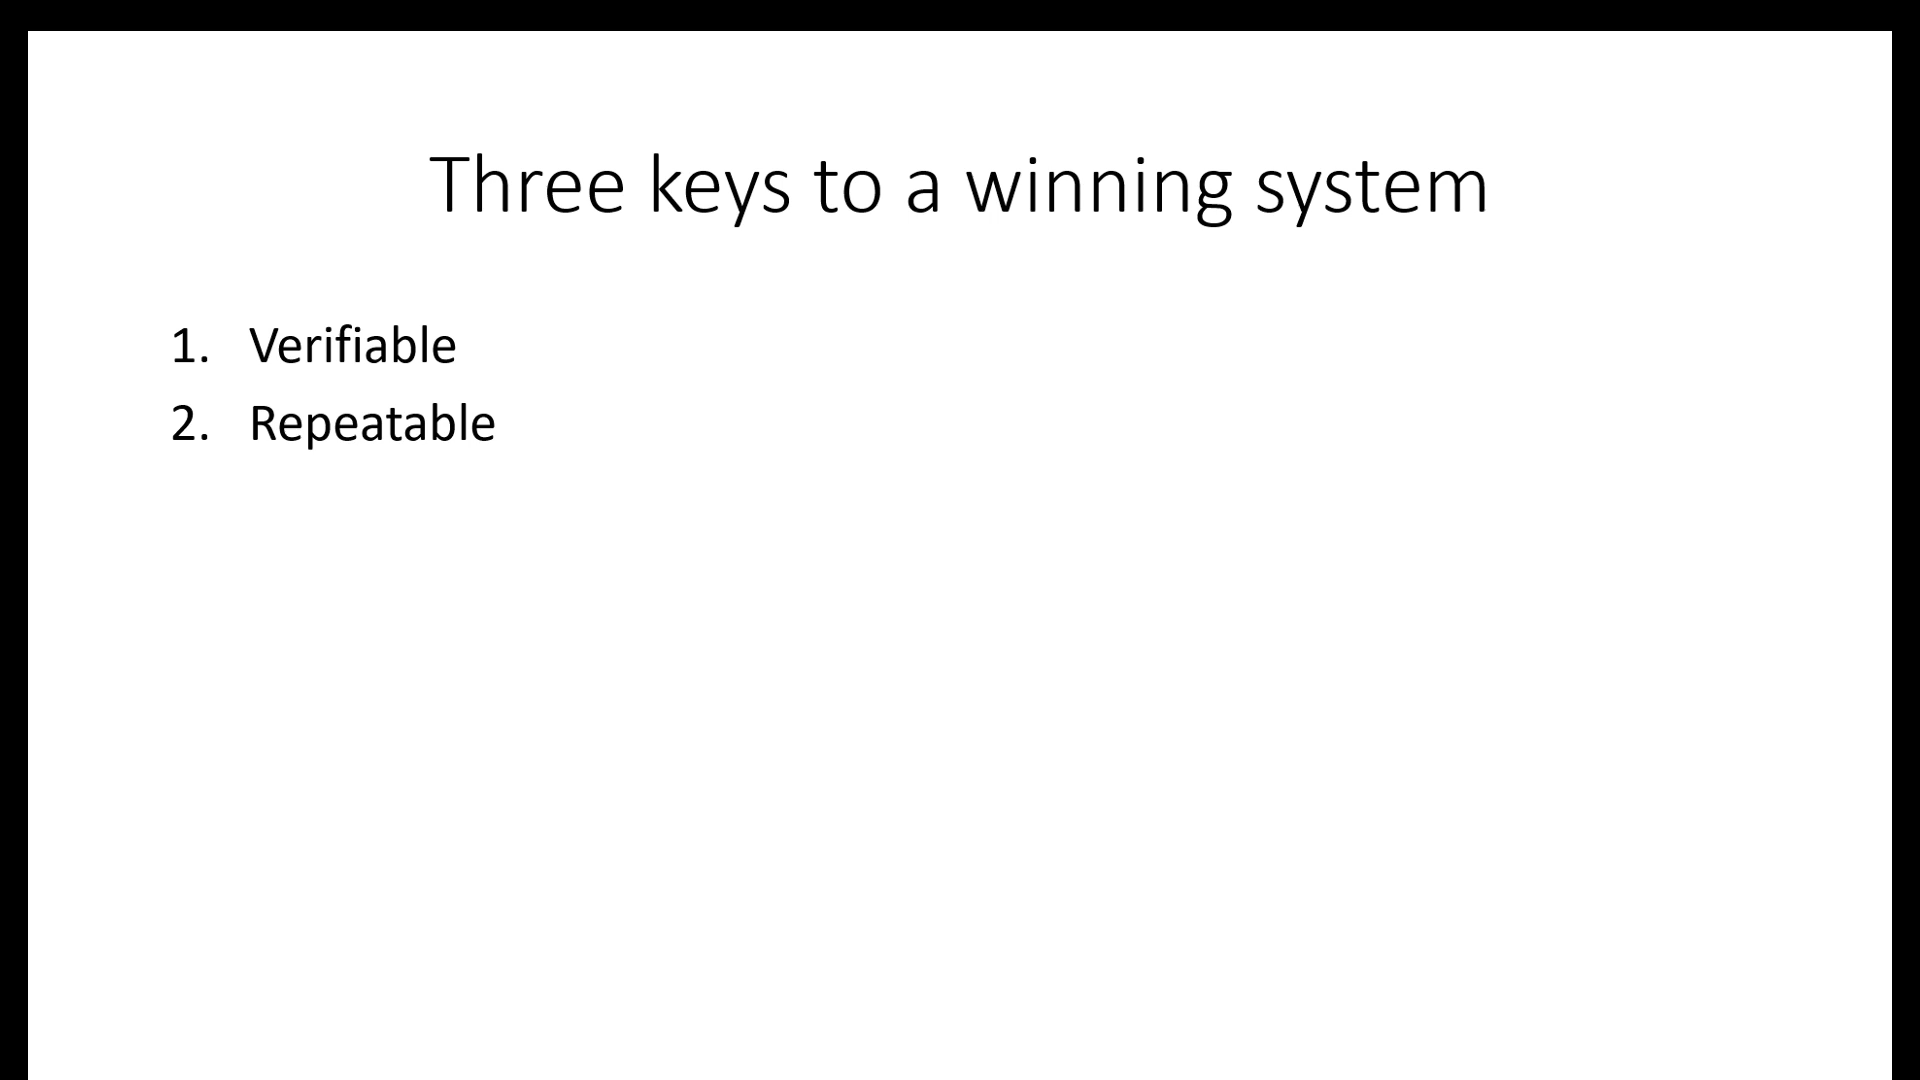 Three keys to a winning system
1. Verifiable
2. Repeatable